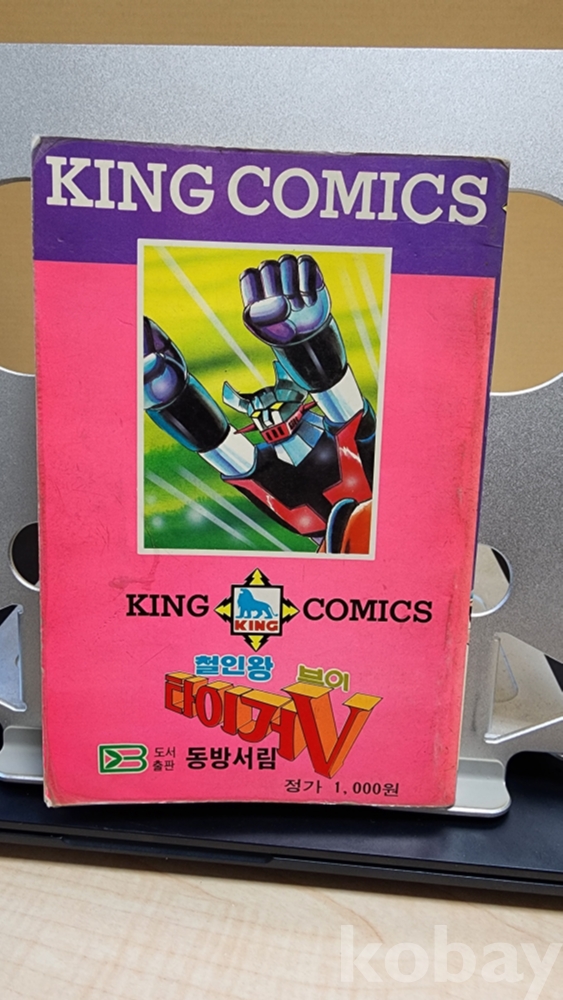 KING COMICS
KING KING COMICS
철인왕 브이
타이거V
도서
출판 동방서림
정가 1,000원
kobay